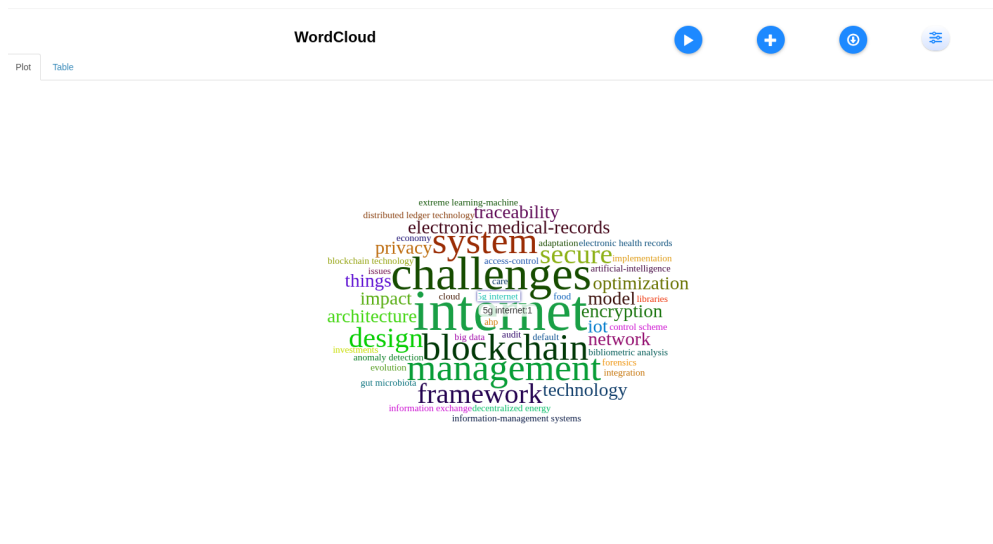 WordCloud
Plot
Table
extreme learning-machine
distributed ledger technology
traceability
electronic medical-records
economy
system
adaptation
electronic health records
privacy
secure
implementation
blockchain technology
access-control
issues
challenges
artificial-intelligence
things
care
optimization
impact
cloud
5g internet
food
model
libraries
internet
5g internet:1
encryption
architecture
ahp
iot
control scheme
design
big data
audit
default
network
investments
blockchain
bibliometric analysis
anomaly detection
evolution
management
forensics
integration
gut microbiota
framework
technology
information exchange
decentralized energy
information-management systems